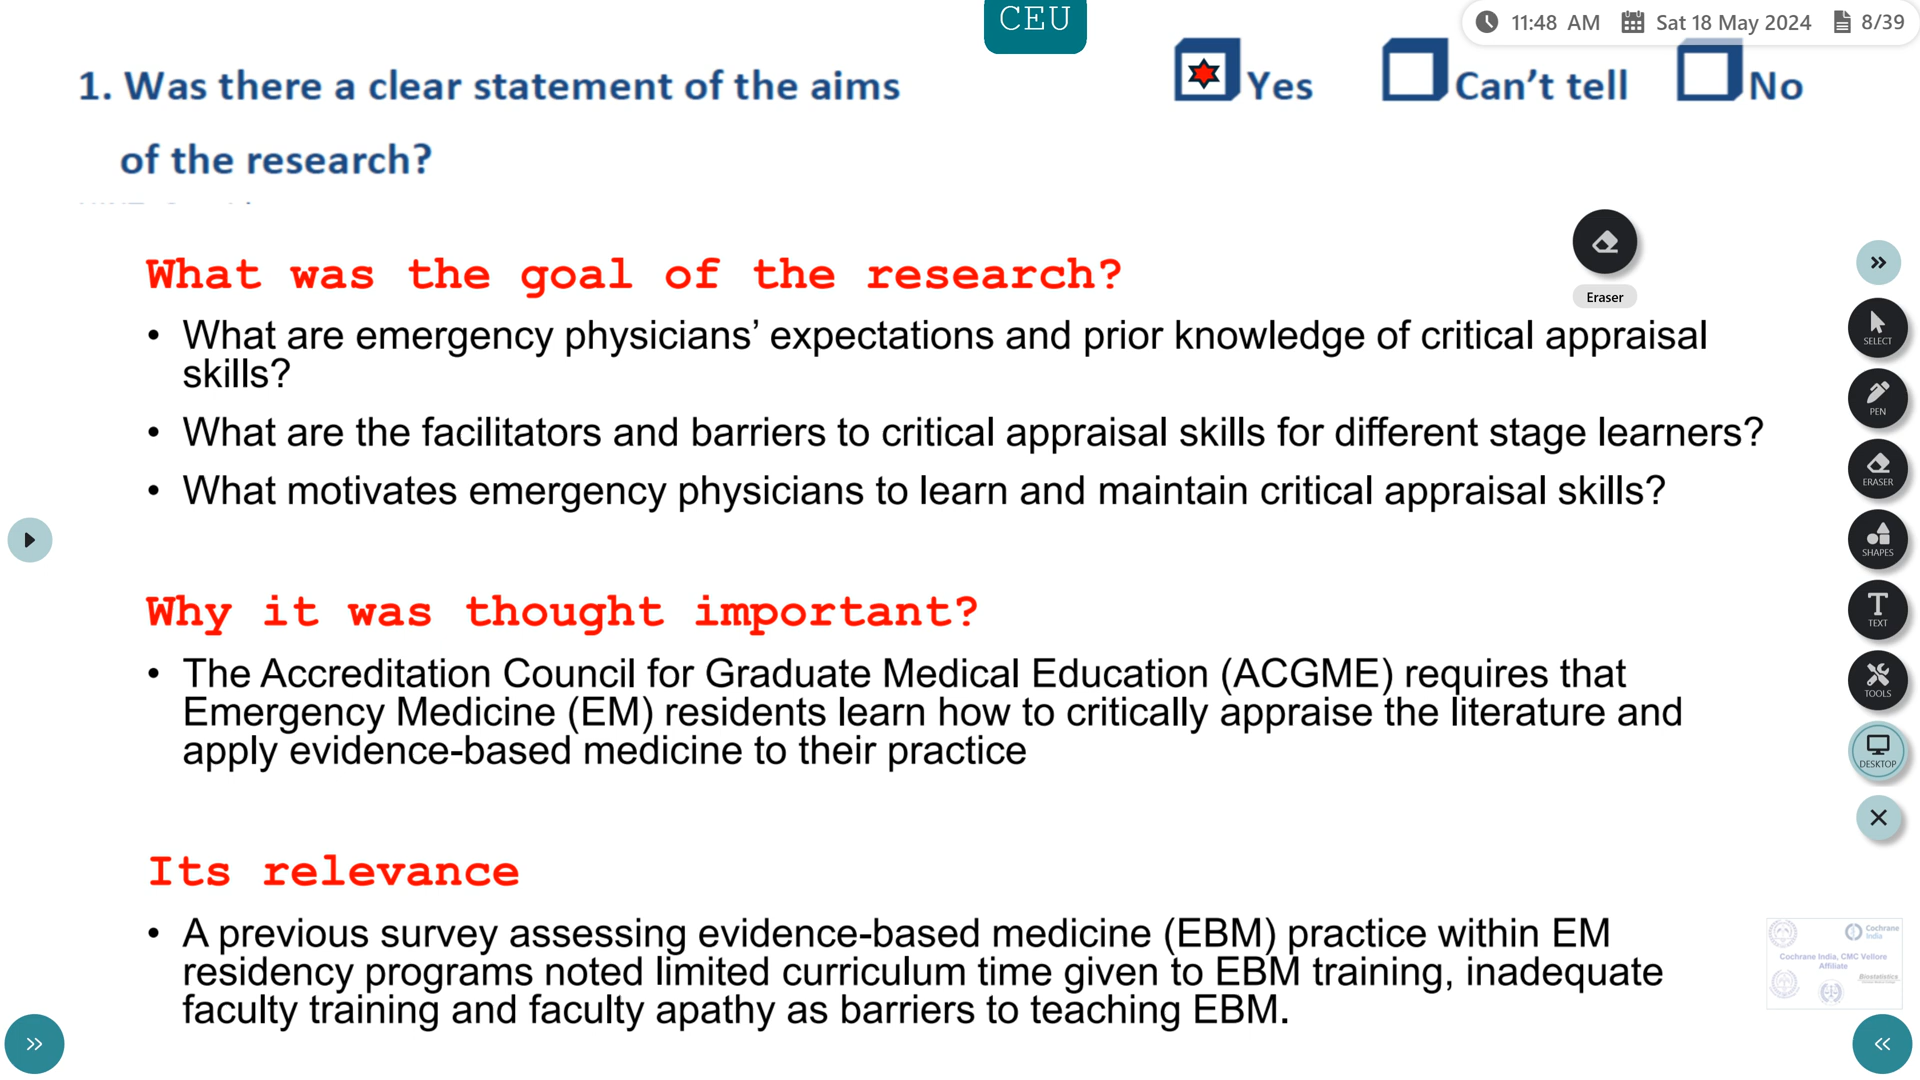 CEU
11:48 AM Sat 18 May 2024 8/39
1. Was there a clear statement of the aims
of the research?
Yes Can't tell No
What was the goal of the research?
Eraser
• What are emergency physicians’ expectations and prior knowledge of critical appraisal
skills?
• What are the facilitators and barriers to critical appraisal skills for different stage learners?
• What motivates emergency physicians to learn and maintain critical appraisal skills?
Why it was thought important?
• The Accreditation Council for Graduate Medical Education (ACGME) requires that
Emergency Medicine (EM) residents learn how to critically appraise the literature and
apply evidence-based medicine to their practice
Its relevance
• A previous survey assessing evidence-based medicine (EBM) practice within EM
residency programs noted limited curriculum time given to EBM training, inadequate
faculty training and faculty apathy as barriers to teaching EBM.
SELECT
PEN
ERASER
SHAPES
TEXT
TOOLS
DESKTOP
Cochrane
India
Cochrane India, CMC Vellore
Affiliate
Biostatistics